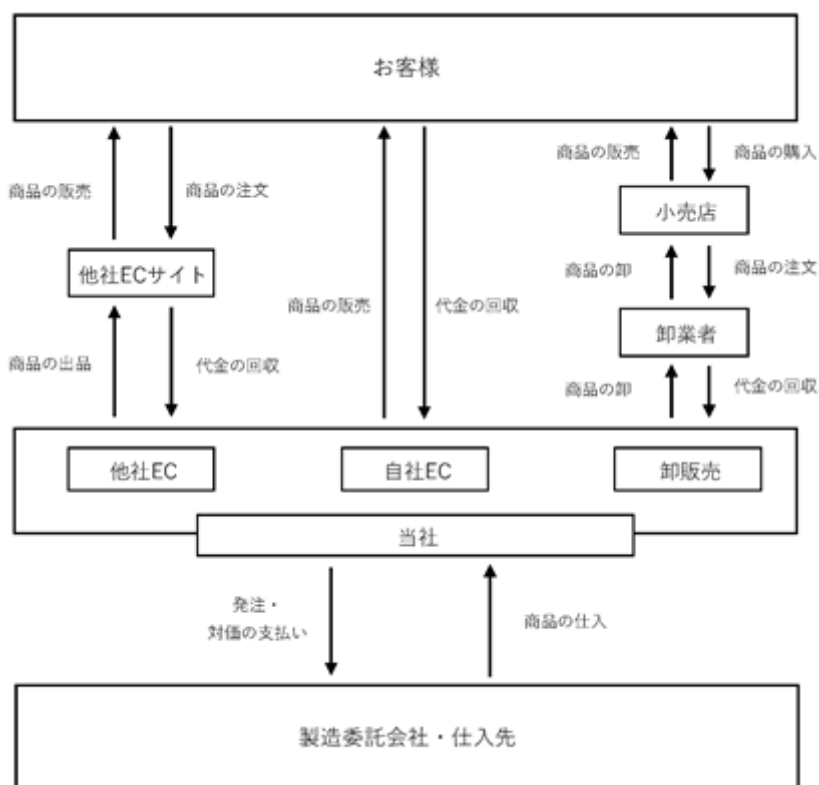 お客様
商品の販売
商品の注文
商品の販売
商品の購入
小売店
他社ECサイト
商品の販売
代金の回収
商品の卸
商品の注文
卸業者
商品の出品
代金の回収
商品の卸
代金の回収
他社EC
自社EC
卸販売
当社
発注・
対価の支払い
商品の仕入
製造委託会社・仕入先